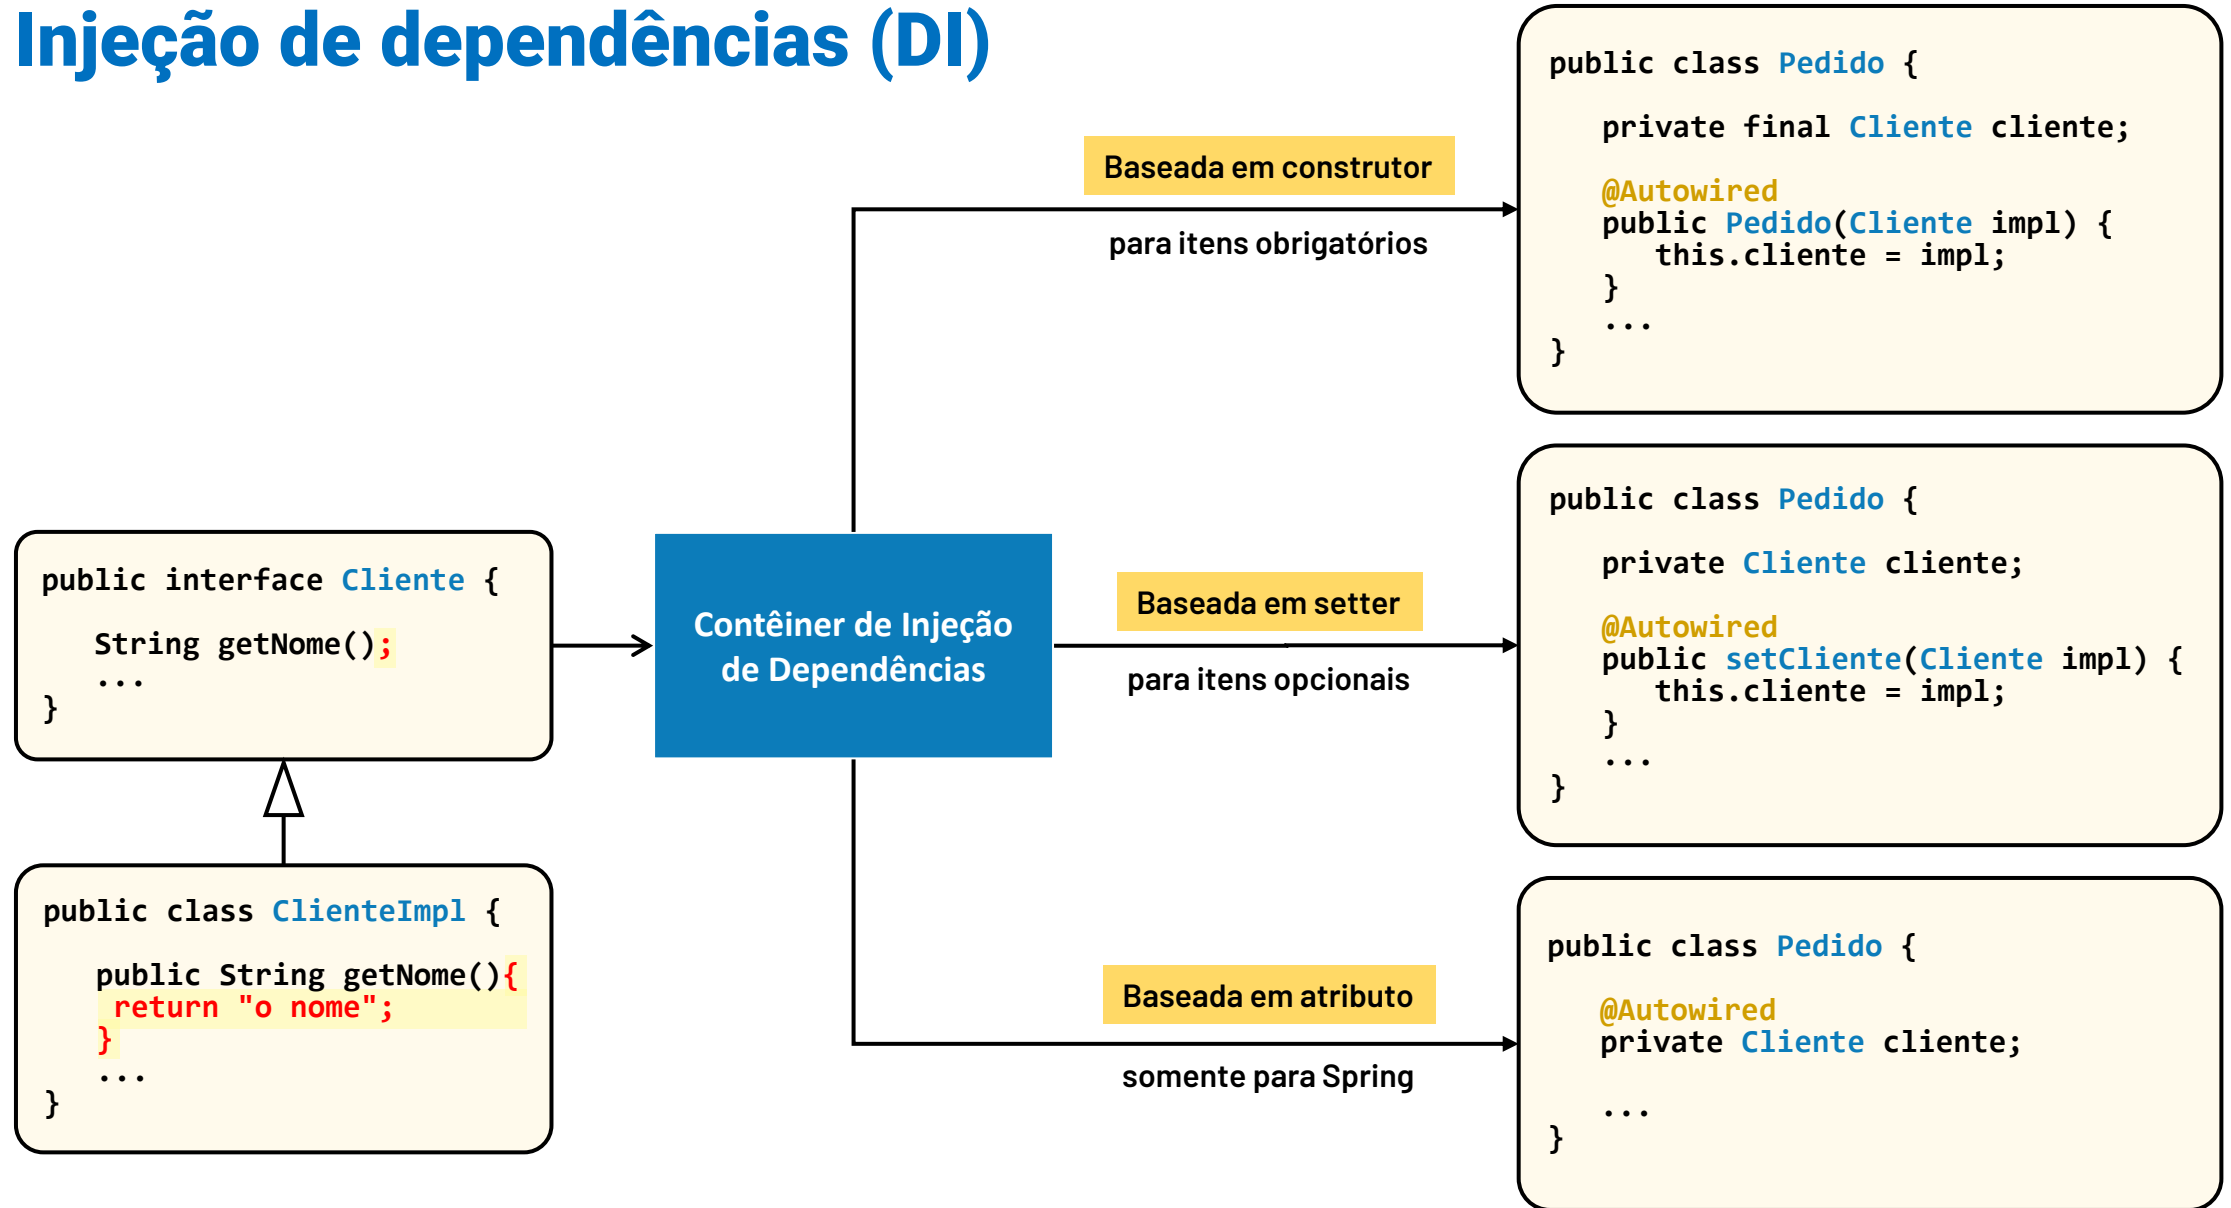 Injeção de dependências (DI)
public interface Cliente {
String getNome();
...
}
public class ClienteImpl {
public String getNome(){
return "o nome";
}
...
}
Contêiner de Injeção
de Dependências
Baseada em construtor
para itens obrigatórios
public class Pedido {
private final Cliente cliente;
@Autowired
public Pedido(Cliente impl) {
this.cliente = impl;
}
...
}
Baseada em setter
para itens opcionais
public class Pedido {
private Cliente cliente;
@Autowired
public setCliente(Cliente impl) {
this.cliente = impl;
}
...
}
Baseada em atributo
somente para Spring
public class Pedido {
@Autowired
private Cliente cliente;
...
}